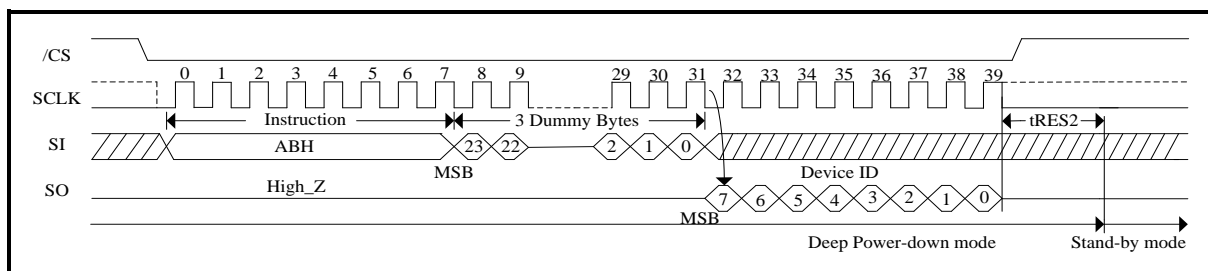 /CS
0 1 2 3 4 5 6 7 8 9 29 30 31 32 33 34 35 36 37 38 39
SCLK
Instruction 3 Dummy Bytes tRES2
SI ABH 23 22 2 1 0
MSB Device ID
SO High_Z 7 6 5 4 3 2 1 0
MSB
Deep Power-down mode Stand-by mode